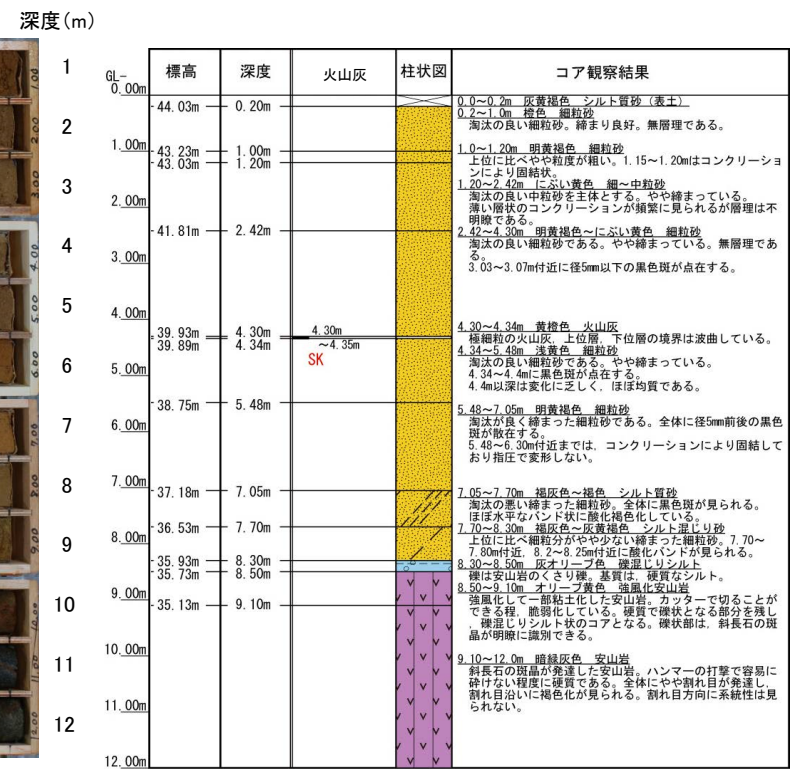 深度(m)
1
2
3
4
5
6
7
8
9
10
11
12
1.00
2.00
3.00
4.00
5.00
6.00
7.00
8.00
9.00
10.00
11.00
12.00
標高 深度 火山灰 柱状図 コア観察結果
GL-
0.00m
1.00m
2.00m
3.00m
4.00m
5.00m
6.00m
7.00m
8.00m
9.00m
10.00m
11.00m
12.00m
44.03m 0.20m
43.23m 1.00m
43.03m 1.20m
41.81m 2.42m
39.93m 4.30m
39.89m 4.34m
38.75m 5.48m
37.18m 7.05m
36.53m 7.70m
35.93m 8.30m
35.73m 8.50m
35.13m 9.10m
4.30m
~4.35m
SK
0.0~0.2m 灰黄褐色 シルト質砂(表土)
0.2~1.0m 橙色 細粒砂
淘汰の良い細粒砂。締まり良好。無層理である。
1.0~1.20m 明黄褐色 細粒砂
上位に比べやや粒度が粗い。1.15~1.20mはコンクリーショ
ンにより固結状。
1.20~2.42m にぶい黄色 細~中粒砂
淘汰の良い中粒砂を主体とする。やや締まっている。
薄い層状のコンクリーションが頻繁に見られるが層理は不
明瞭である。
2.42~4.30m 明黄褐色~にぶい黄色 細粒砂
淘汰の良い細粒砂である。やや締まっている。無層理であ
る。
3.03~3.07m付近に径5mm以下の黒色斑が点在する。
4.30~4.34m 黄橙色 火山灰
極細粒の火山灰，上位層，下位層の境界は波曲している。
4.34~5.48m 浅黄色 細粒砂
淘汰の良い細粒砂である。やや締まっている。
4.34~4.4mに黒色斑が点在する。
4.4m以深は変化に乏しく，ほぼ均質である。
5.48~7.05m 明黄褐色 細粒砂
淘汰が良く締まった細粒砂である。全体に径5mm前後の黒色
斑が散在する。
5.48~6.30m付近までは，コンクリーションにより固結して
おり指圧で変形しない。
7.05~7.70m 褐灰色~褐色 シルト質砂
淘汰の悪い締まった細粒砂。全体に黒色斑が見られる。
ほぼ水平なバンド状に酸化褐色化している。
7.70~8.30m 褐灰色~灰黄褐色 シルト混じり砂
上位に比べ細粒分がやや少ない締まった細粒砂。7.70~
7.80m付近，8.2~8.25m付近に酸化バンドが見られる。
8.30~8.50m 灰オリーブ色 礫混じりシルト
礫は安山岩のくさり礫。基質は，硬質なシルト。
8.50~9.10m オリーブ黄色 強風化安山岩
強風化して一部粘土化した安山岩。カッターで切ることが
できる程，脆弱化している。硬質で礫状となる部分を残し
，礫混じりシルト状のコアとなる。礫状部は，斜長石の斑
晶が明瞭に識別できる。
9.10~12.0m 暗緑灰色 安山岩
斜長石の斑晶が発達した安山岩。ハンマーの打撃で容易に
砕けない程度に硬質である。全体にやや割れ目が発達し，
割れ目沿いに褐色化が見られる。割れ目方向に系統性は見
られない。